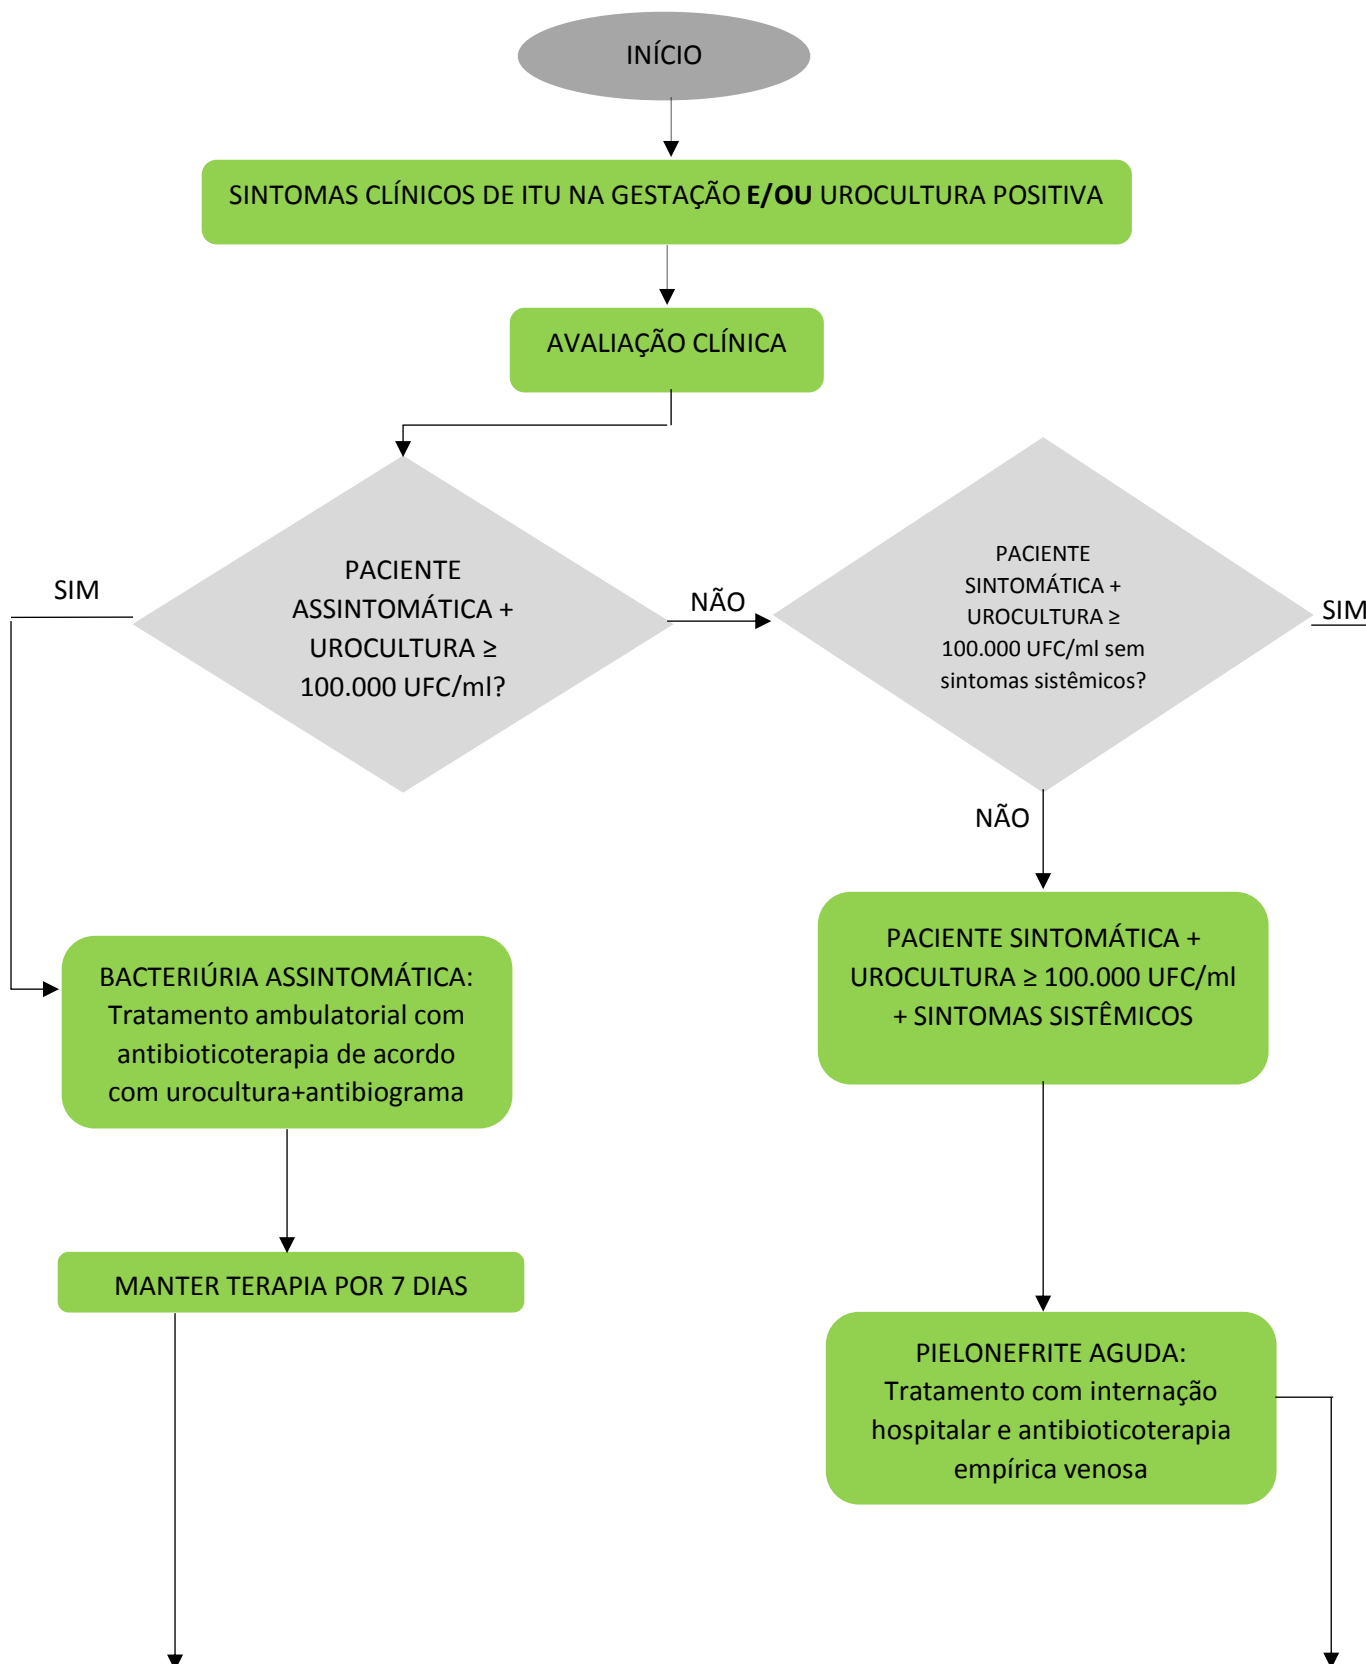 INÍCIO
SINTOMAS CLÍNICOS DE ITU NA GESTAÇÃO E/OU UROCULTURA POSITIVA
AVALIAÇÃO CLÍNICA
SIM
PACIENTE
ASSINTOMÁTICA +
UROCULTURA ≥
100.000 UFC/ml?
NÃO
PACIENTE
SINTOMÁTICA +
UROCULTURA ≥
100.000 UFC/ml sem
sintomas sistêmicos?
SIM
NÃO
BACTERIÚRIA ASSINTOMÁTICA:
Tratamento ambulatorial com
antibioticoterapia de acordo
com urocultura+antibiograma
PACIENTE SINTOMÁTICA +
UROCULTURA ≥ 100.000 UFC/ml
+ SINTOMAS SISTÊMICOS
MANTER TERAPIA POR 7 DIAS
PIELONEFRITE AGUDA:
Tratamento com internação
hospitalar e antibioticoterapia
empírica venosa